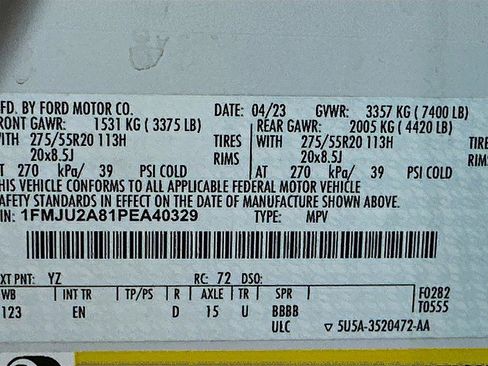 FD. BY FORD MOTOR CO. DATE: 04/23 GVWR: 3357 KG ( 7400 LB)
RONT GAWR: 1531 KG ( 3375 LB) REAR GAWR: 2005 KG ( 4420 LB)
WITH 275/55R20 113H TIRES WITH 275/55R20 113H TIRE
20x8.5J RIMS 20x8.5J RIMS
AT 270 kPa/ 39 PSI COLD AT 270 kPa/ 39 PSI COLD
THIS VEHICLE CONFORMS TO ALL APPLICABLE FEDERAL MOTOR VEHICLE
SAFETY STANDARDS IN EFFECT ON THE DATE OF MANUFACTURE SHOWN ABOVE.
IN: 1FMJU2A81PEA40329 TYPE: MPV
XT PNT: YZ RC: 72 DSO:
WB INT TR TP/PS R AXLE TR SPR F0282
123 EN D 15 U BBBB T0555
ULC ▽ 5U5A-3520472-AA